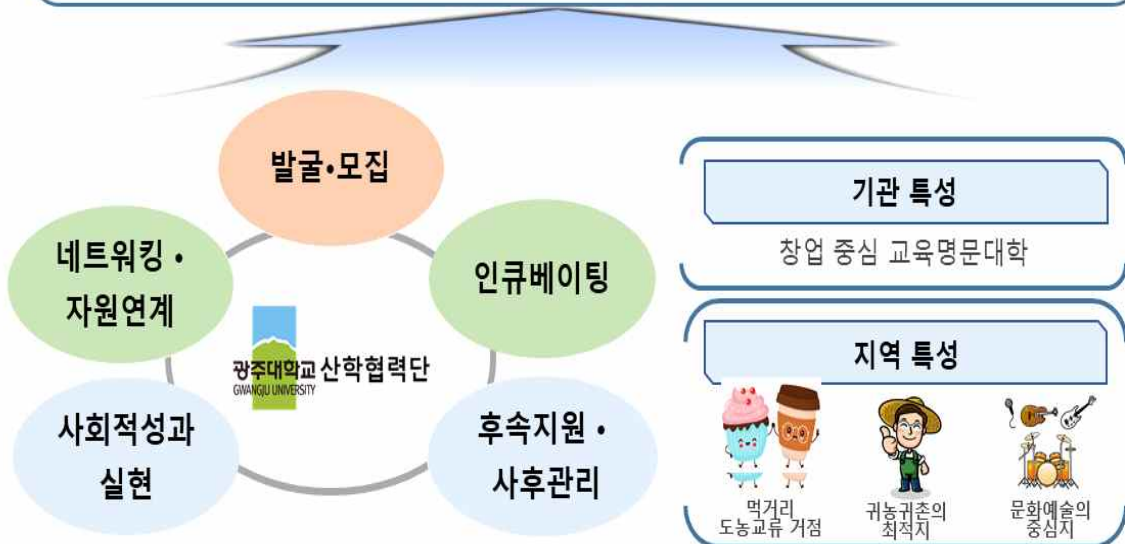 발굴•모집
네트워킹 •
자원연계
인큐베이팅
광주대학교 산학협력단
GWANGJU UNIVERSITY
사회적성과
실현
후속지원 •
사후관리
기관 특성
창업 중심 교육명문대학
지역 특성
먹거리
도농교류 거점
귀농귀촌의
최적지
문화예술의
중심지